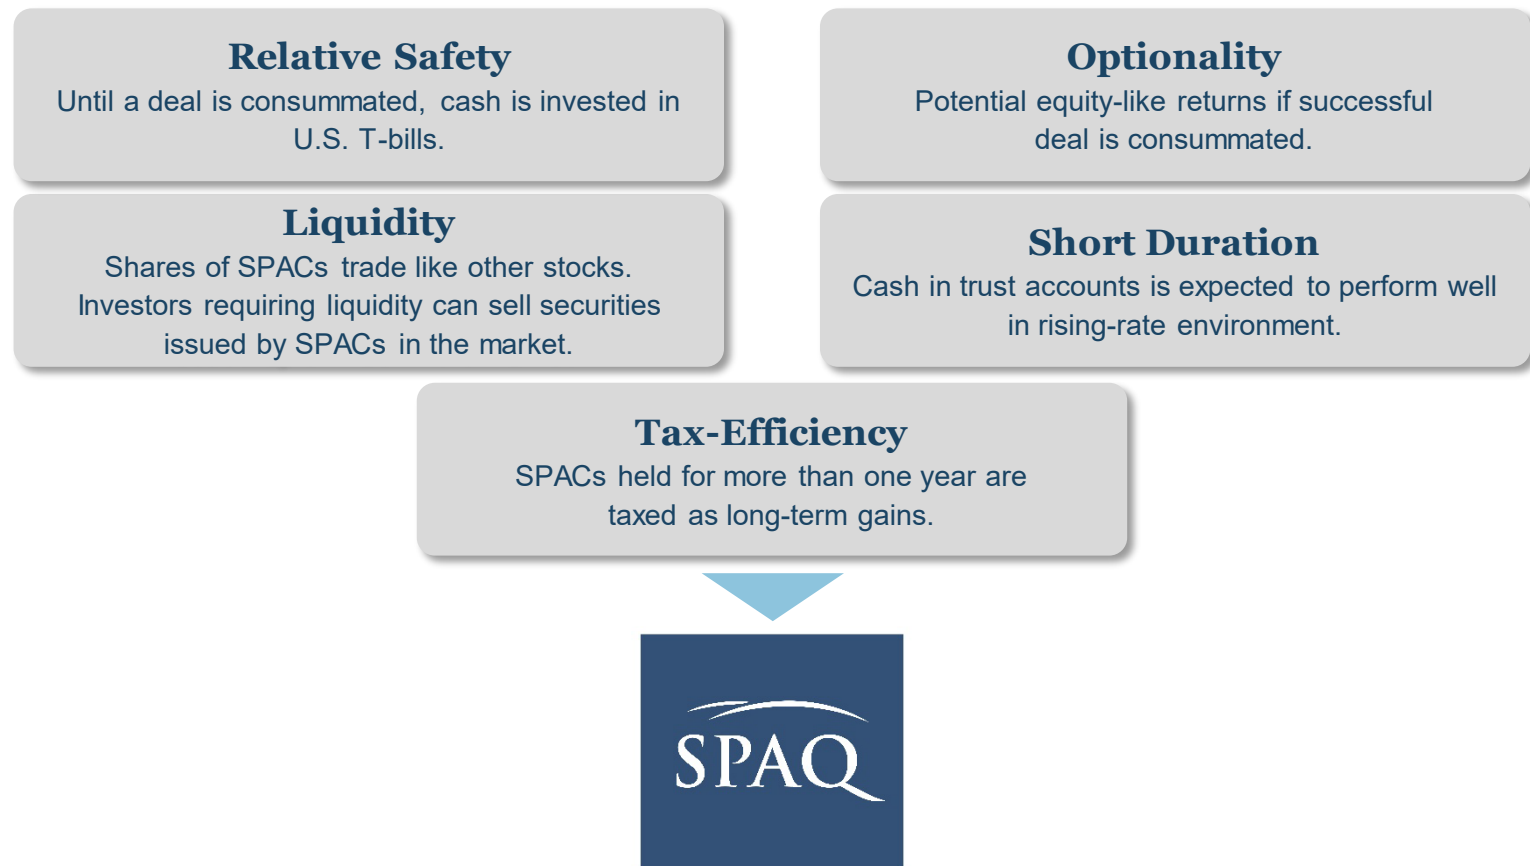 Relative Safety
Until a deal is consummated, cash is invested in
U.S. T-bills.
Optionality
Potential equity-like returns if successful
deal is consummated.
Liquidity
Shares of SPACs trade like other stocks.
Investors requiring liquidity can sell securities
issued by SPACs in the market.
Short Duration
Cash in trust accounts is expected to perform well
in rising-rate environment.
Tax-Efficiency
SPACs held for more than one year are
taxed as long-term gains.
SPAQ